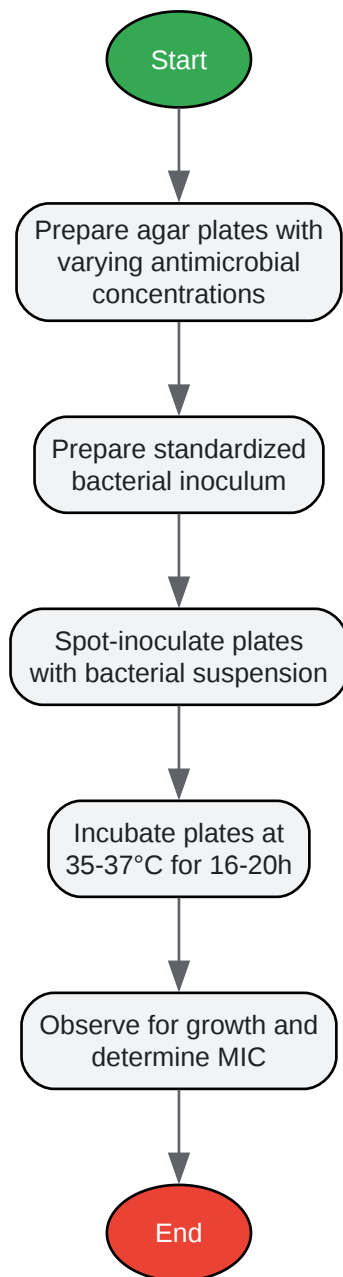 Start
Prepare agar plates with
varying antimicrobial
concentrations
Prepare standardized
bacterial inoculum
Spot-inoculate plates
with bacterial suspension
Incubate plates at
35-37°C for 16-20h
Observe for growth and
determine MIC
End